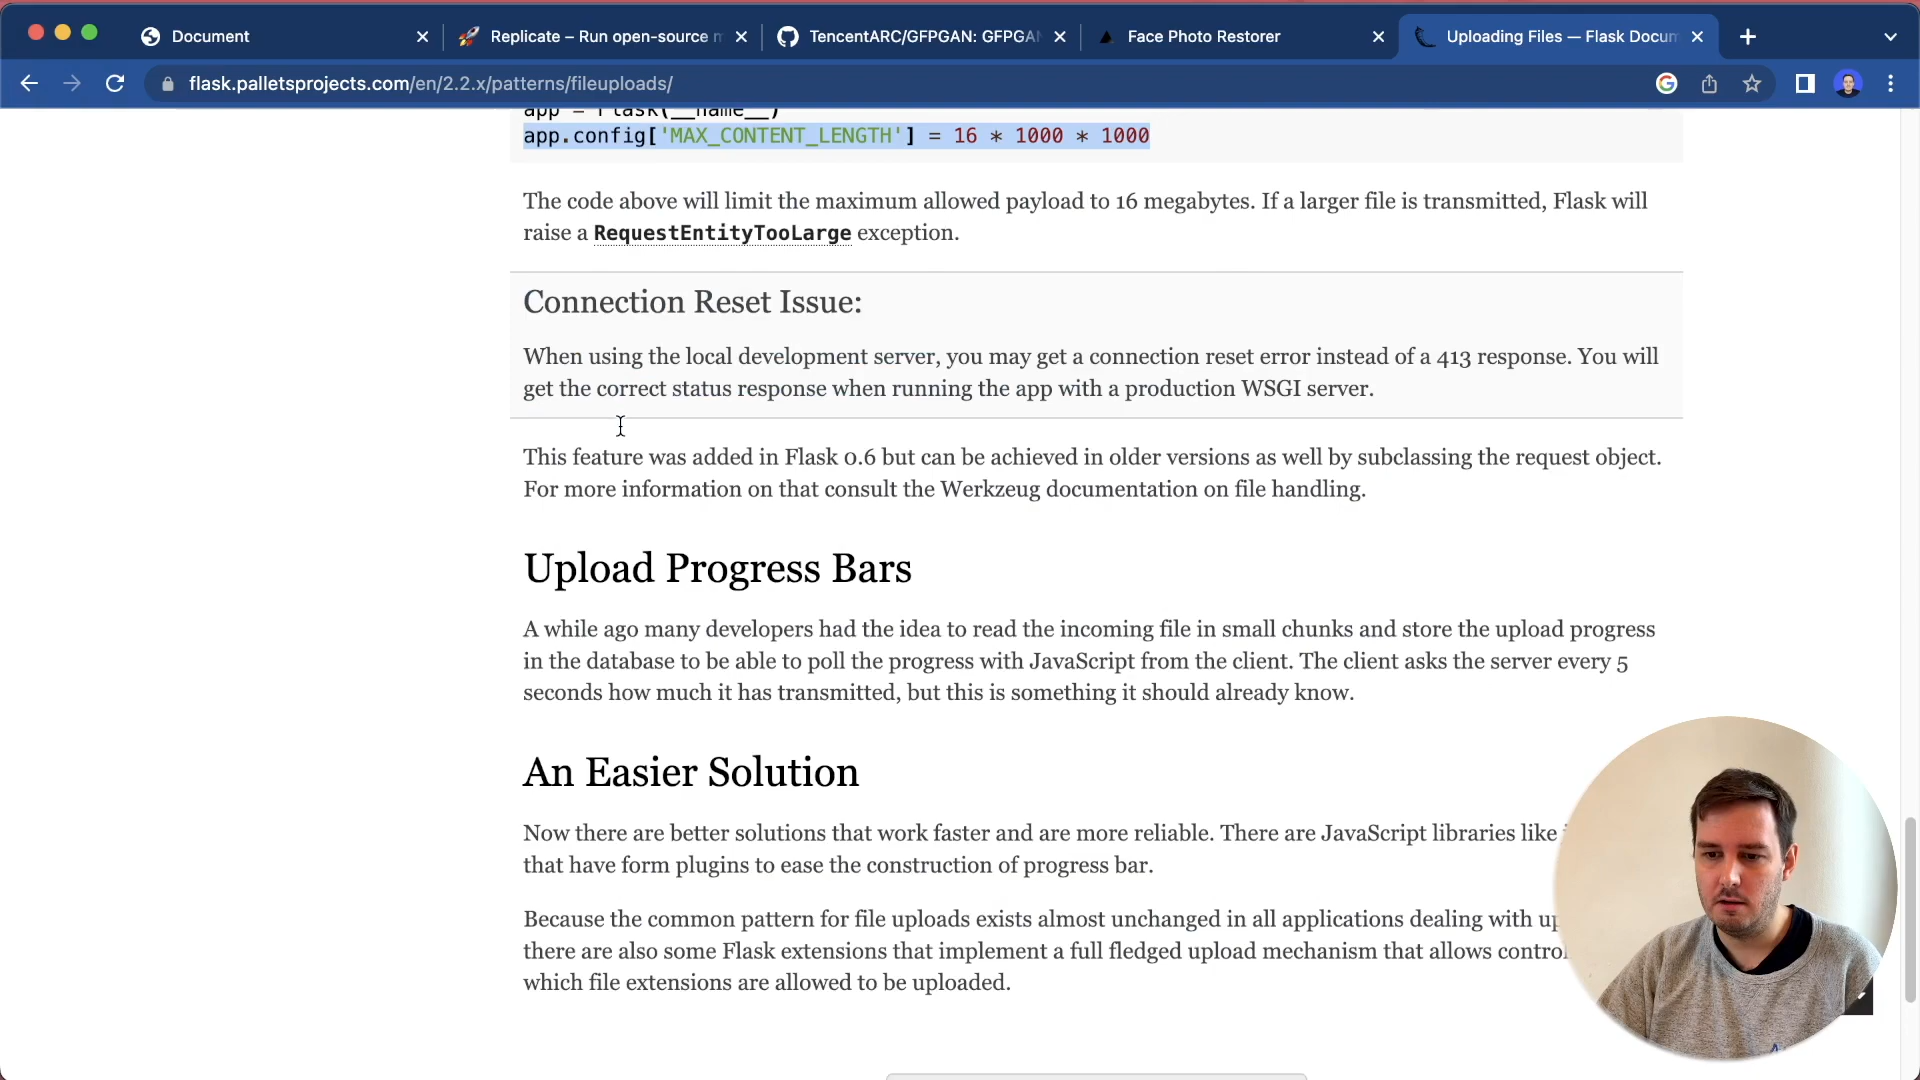 Document
Replicate – Run open-source m
TencentARC/GFPGAN: GFPGAN
Face Photo Restorer
Uploading Files — Flask Docum
flask.palletsprojects.com/en/2.2.x/patterns/fileuploads/
app = Flask(__name__)
app.config['MAX_CONTENT_LENGTH'] = 16 * 1000 * 1000
The code above will limit the maximum allowed payload to 16 megabytes. If a larger file is transmitted, Flask will
raise a RequestEntityTooLarge exception.
Connection Reset Issue:
When using the local development server, you may get a connection reset error instead of a 413 response. You will
get the correct status response when running the app with a production WSGI server.
This feature was added in Flask 0.6 but can be achieved in older versions as well by subclassing the request object.
For more information on that consult the Werkzeug documentation on file handling.
Upload Progress Bars
A while ago many developers had the idea to read the incoming file in small chunks and store the upload progress
in the database to be able to poll the progress with JavaScript from the client. The client asks the server every 5
seconds how much it has transmitted, but this is something it should already know.
An Easier Solution
Now there are better solutions that work faster and are more reliable. There are JavaScript libraries like
that have form plugins to ease the construction of progress bar.
Because the common pattern for file uploads exists almost unchanged in all applications dealing with up
there are also some Flask extensions that implement a full fledged upload mechanism that allows control
which file extensions are allowed to be uploaded.